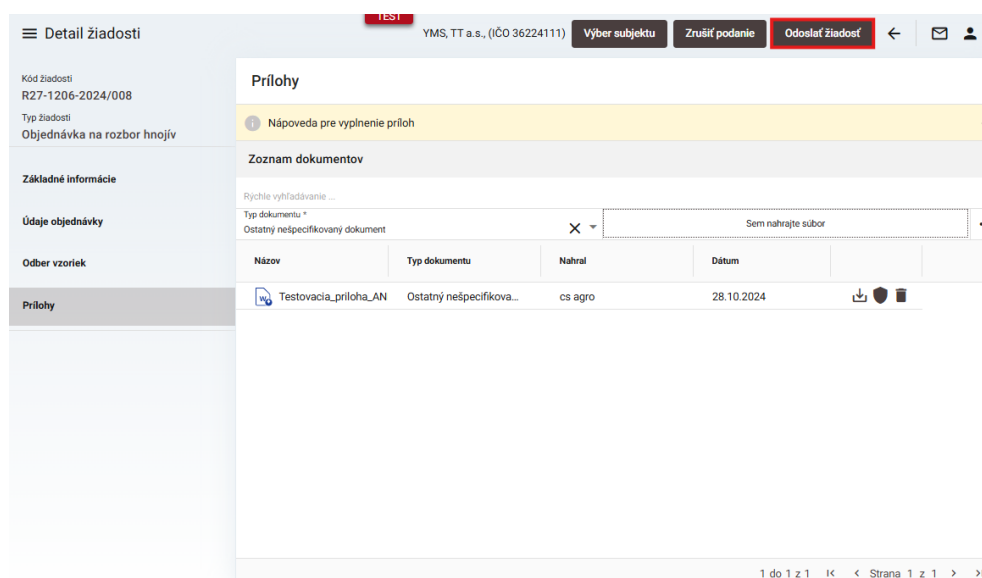 TEST
Detail žiadosti
YMS, TT a.s., (IČO 36224111)
Výber subjektu
Zrušiť podanie
Odoslať žiadosť
Kód žiadosti
R27-1206-2024/008
Typ žiadosti
Objednávka na rozbor hnojív
Základné informácie
Údaje objednávky
Odber vzoriek
Prílohy
Prílohy
Nápoveda pre vyplnenie príloh
Zoznam dokumentov
Rýchle vyhľadávanie ...
Typ dokumentu *
Ostatný nešpecifikovaný dokument
Sem nahrajte súbor
Názov Typ dokumentu Nahral Dátum
Testovacia_priloha_AN Ostatný nešpecifikova... cs agro 28.10.2024
1 do 1 z 1 Strana 1 z 1